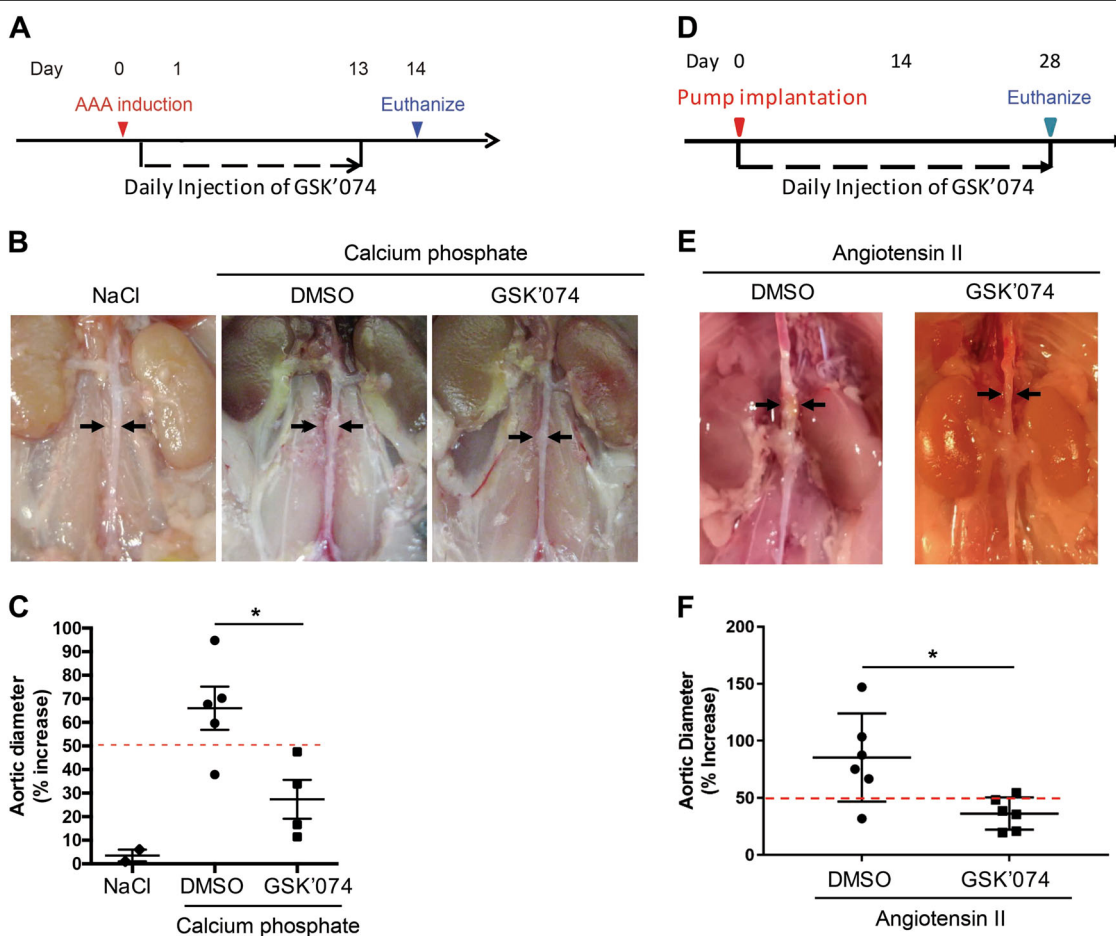 A
Day 0 1 13 14
AAA induction Euthanize
Daily Injection of GSK'074
B
Calcium phosphate
NaCl DMSO GSK'074
C
100
90
80
70
60
50
40
30
20
10
0
Aortic diameter
(% increase)
*
NaCl DMSO GSK'074
Calcium phosphate
D
Day 0 14 28
Pump implantation Euthanize
Daily Injection of GSK'074
E
Angiotensin II
DMSO GSK'074
F
200
150
100
50
0
Aortic Diameter
(% Increase)
*
DMSO GSK'074
Angiotensin II